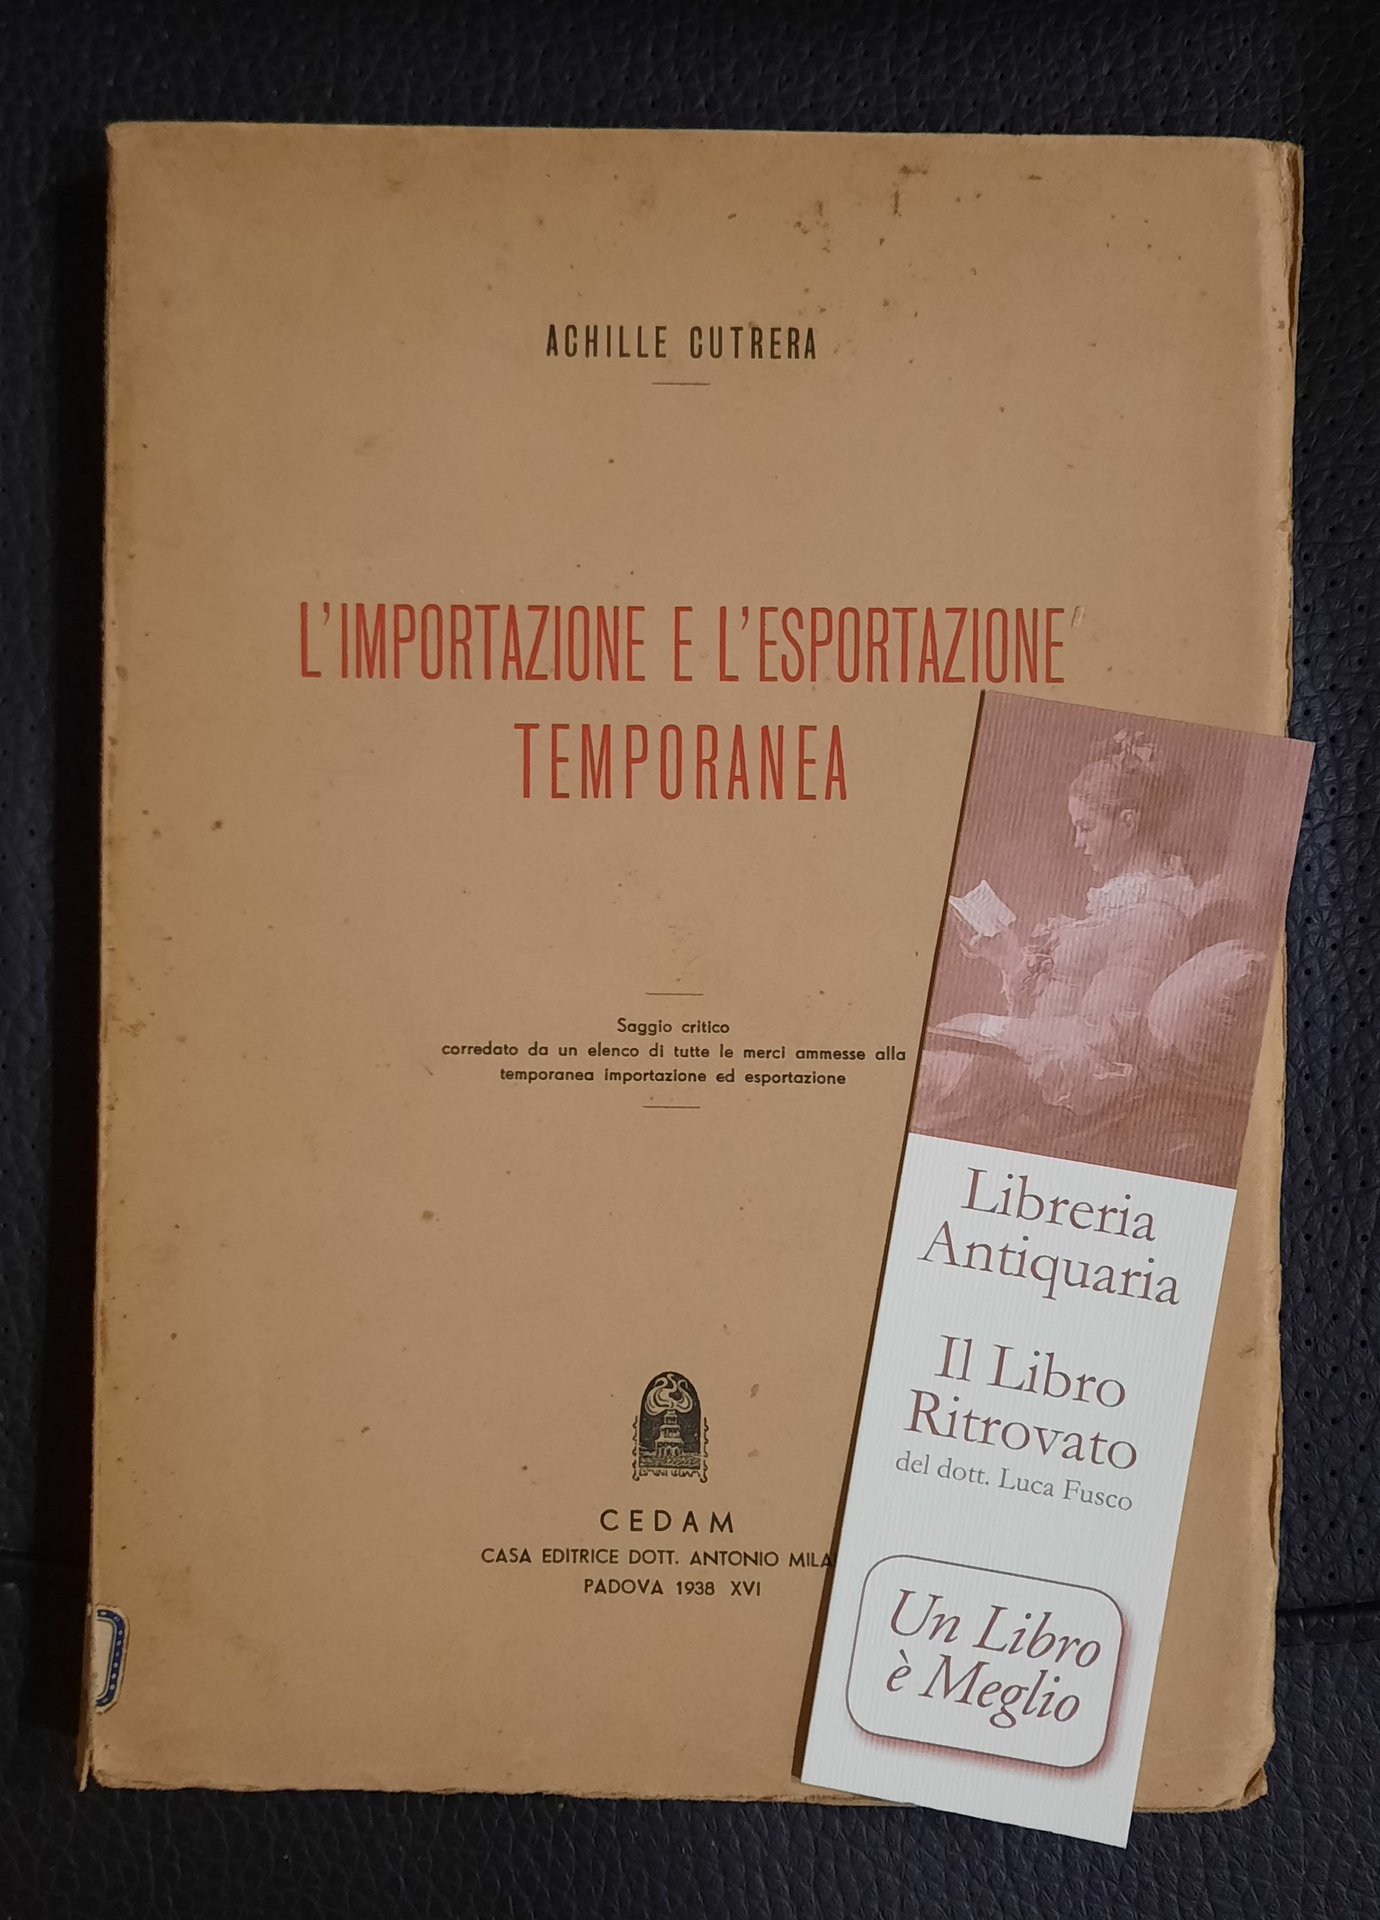 ACHILLE CUTRERA
L'IMPORTAZIONE E L'ESPORTAZIONE
TEMPORANEA
Saggio critico
corredato da un elenco di tutte le merci ammesse alla
temporanea importazione ed esportazione
CEDAM
CASA EDITRICE DOTT. ANTONIO MILA
PADOVA 1938 XVI
Libreria
Antiquaria
Il Libro
Ritrovato
del dott. Luca Fusco
Un Libro
è Meglio